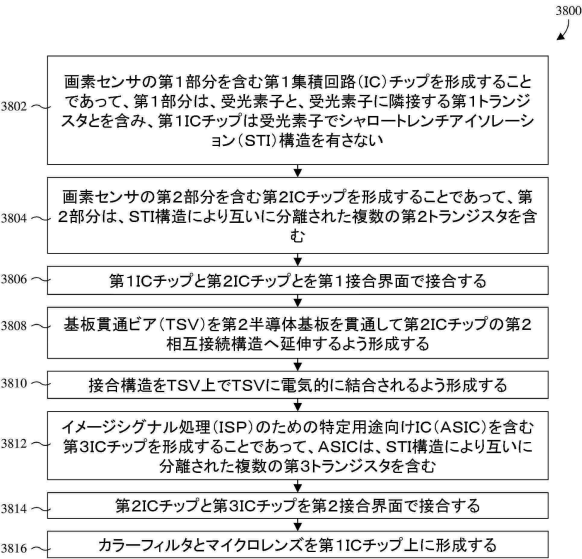 3800
3802
画素センサの第1部分を含む第1集積回路(IC)チップを形成すること
であって、第1部分は、受光素子と、受光素子に隣接する第1トランジ
スタとを含み、第1ICチップは受光素子でシャロートレンチアイソレー
ション(STI)構造を有さない
3804
画素センサの第2部分を含む第2ICチップを形成することであって、第
2部分は、STI構造により互いに分離された複数の第2トランジスタを含
む
3806
第1ICチップと第2ICチップとを第1接合界面で接合する
3808
基板貫通ビア(TSV)を第2半導体基板を貫通して第2ICチップの第2
相互接続構造へ延伸するよう形成する
3810
接合構造をTSV上でTSVに電気的に結合されるよう形成する
3812
イメージシグナル処理(ISP)のための特定用途向けIC(ASIC)を含む
第3ICチップを形成することであって、ASICは、STI構造により互いに
分離された複数の第3トランジスタを含む
3814
第2ICチップと第3ICチップを第2接合界面で接合する
3816
カラーフィルタとマイクロレンズを第1ICチップ上に形成する